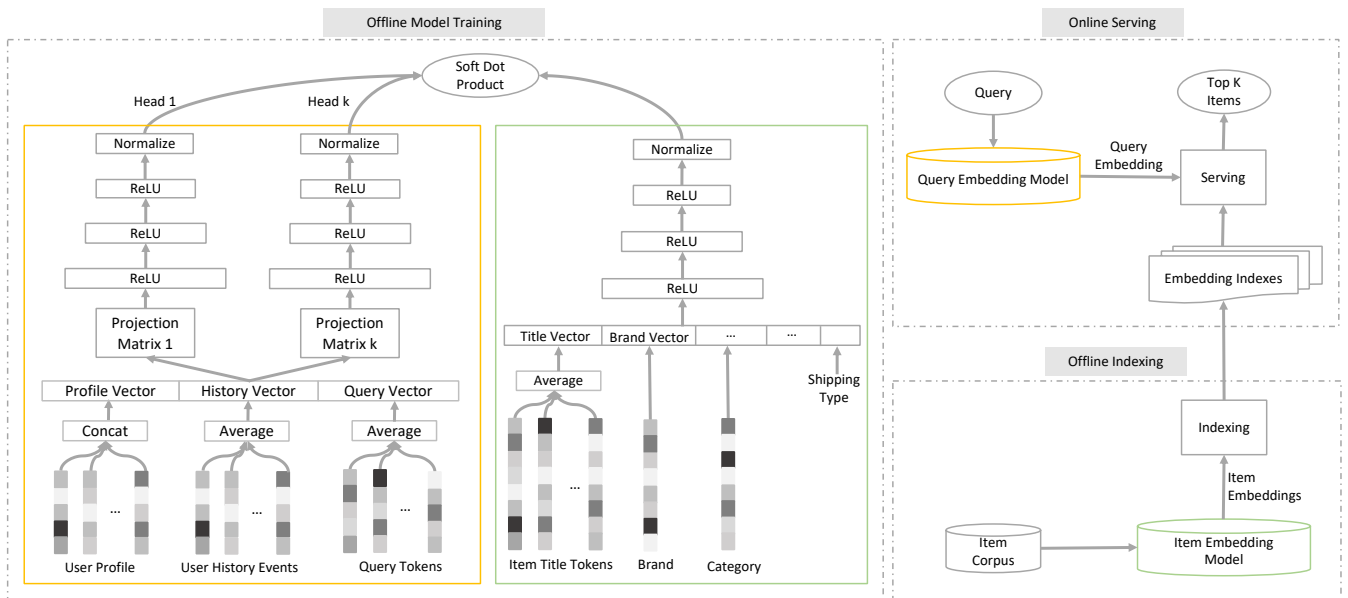 Offline Model Training
Soft Dot
Product
Head 1
Head k
Normalize
Normalize
ReLU
ReLU
ReLU
ReLU
ReLU
ReLU
Projection
Matrix 1
Projection
Matrix k
Profile Vector
History Vector
Query Vector
Concat
Average
Average
...
...
...
User Profile
User History Events
Query Tokens
Normalize
ReLU
ReLU
ReLU
Title Vector
Brand Vector
...
...
Average
Shipping
Type
...
Item Title Tokens
Brand
Category
Online Serving
Query
Top K
Items
Query Embedding Model
Query
Embedding
Serving
Embedding Indexes
Offline Indexing
Indexing
Item
Embeddings
Item
Corpus
Item Embedding
Model